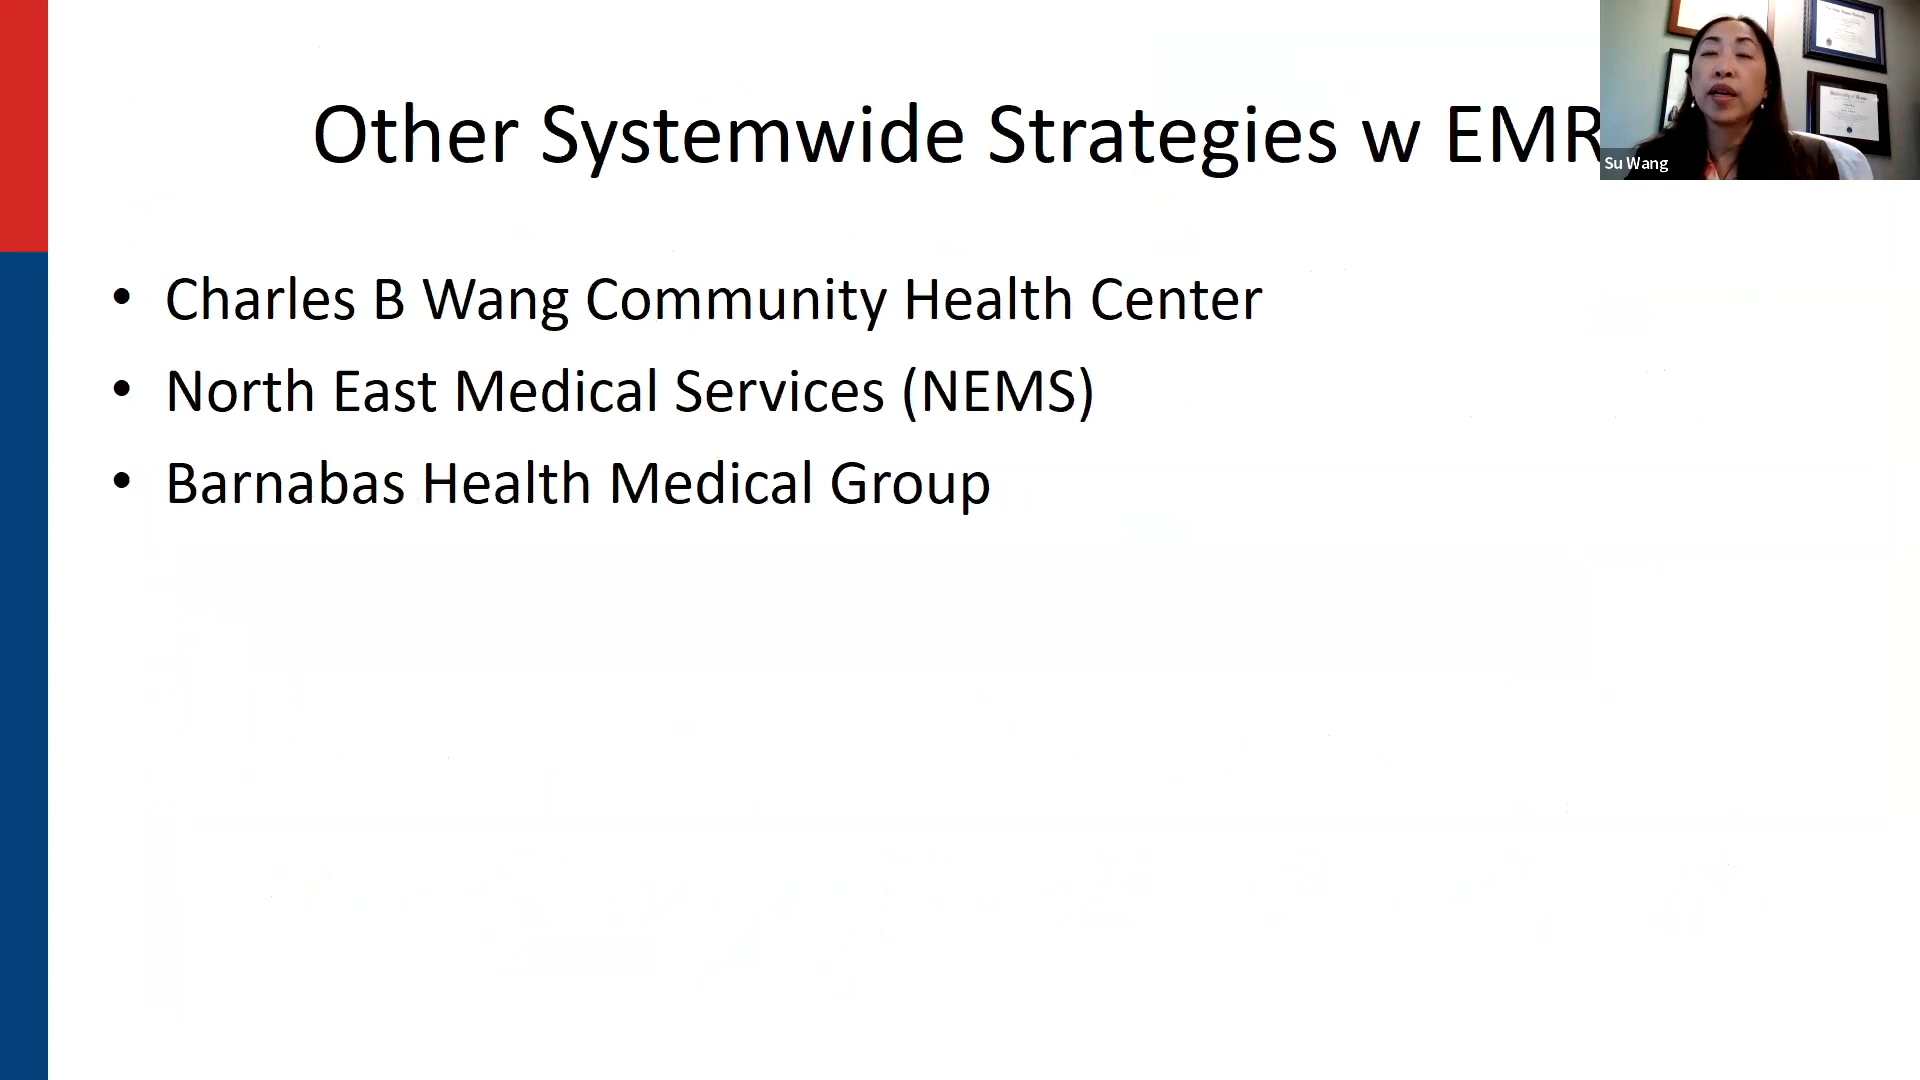 Other Systemwide Strategies w EMR
Su Wang
• Charles B Wang Community Health Center
• North East Medical Services (NEMS)
• Barnabas Health Medical Group